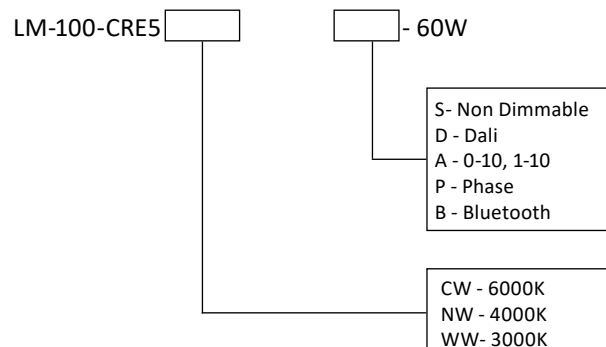 LM-100-CRE5 - 60W
S- Non Dimmable
D - Dali
A - 0-10, 1-10
P - Phase
B - Bluetooth
CW - 6000K
NW - 4000K
WW- 3000K